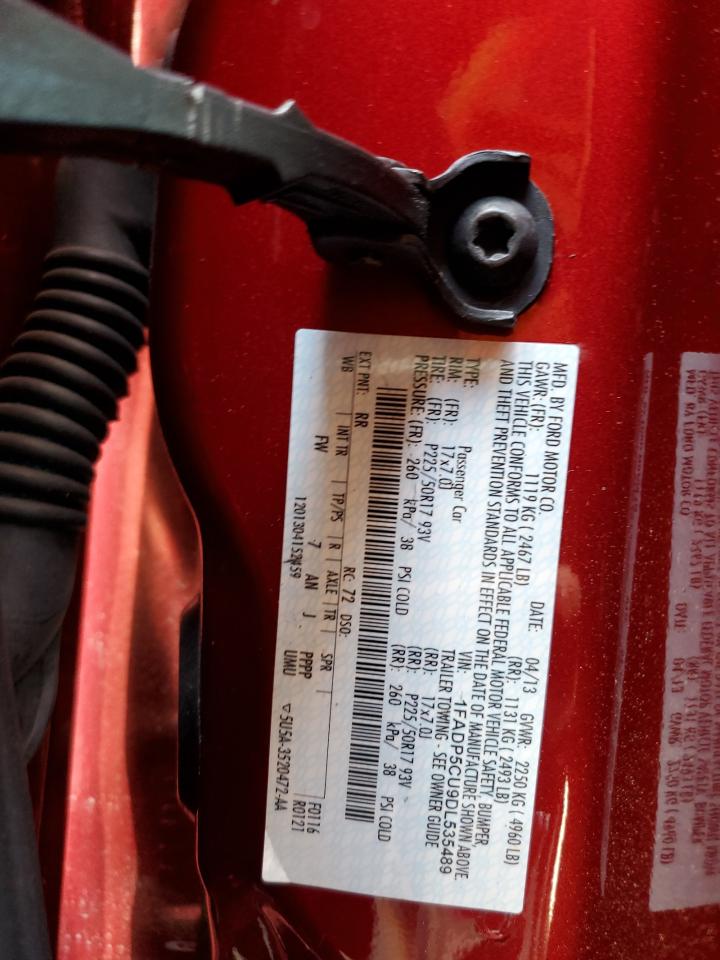 MFD. BY FORD MOTOR CO.
DATE: 04/13 GVWR: 2250 KG ( 4960 LB)
GAWR:(FR): 1119 KG ( 2467 LB) (RR): 1131 KG ( 2493 LB)
THIS VEHICLE CONFORMS TO ALL APPLICABLE FEDERAL MOTOR VEHICLE SAFETY, BUMPER,
AND THEFT PREVENTION STANDARDS IN EFFECT ON THE DATE OF MANUFACTURE SHOWN ABOVE.
VIN: 1FADP5CU9DL535489
TYPE: Passenger Car TRAILER TOWING - SEE OWNER GUIDE
RIM: (FR): 17x7.0J (RR): 17x7.0J
TIRE: (FR): P225/50R17 93V (RR): P225/50R17 93V
PRESSURE: (FR): 260 kPa/ 38 PSI COLD (RR): 260 kPa/ 38 PSI COLD
EXT PNT: RR RC: 72 DSO: F0116
R0121
WB INT TR TP/PS R AXLE TR SPR
FW -7 AN J PPPP
UMU
1201304152459 5U5A-3520472-AA